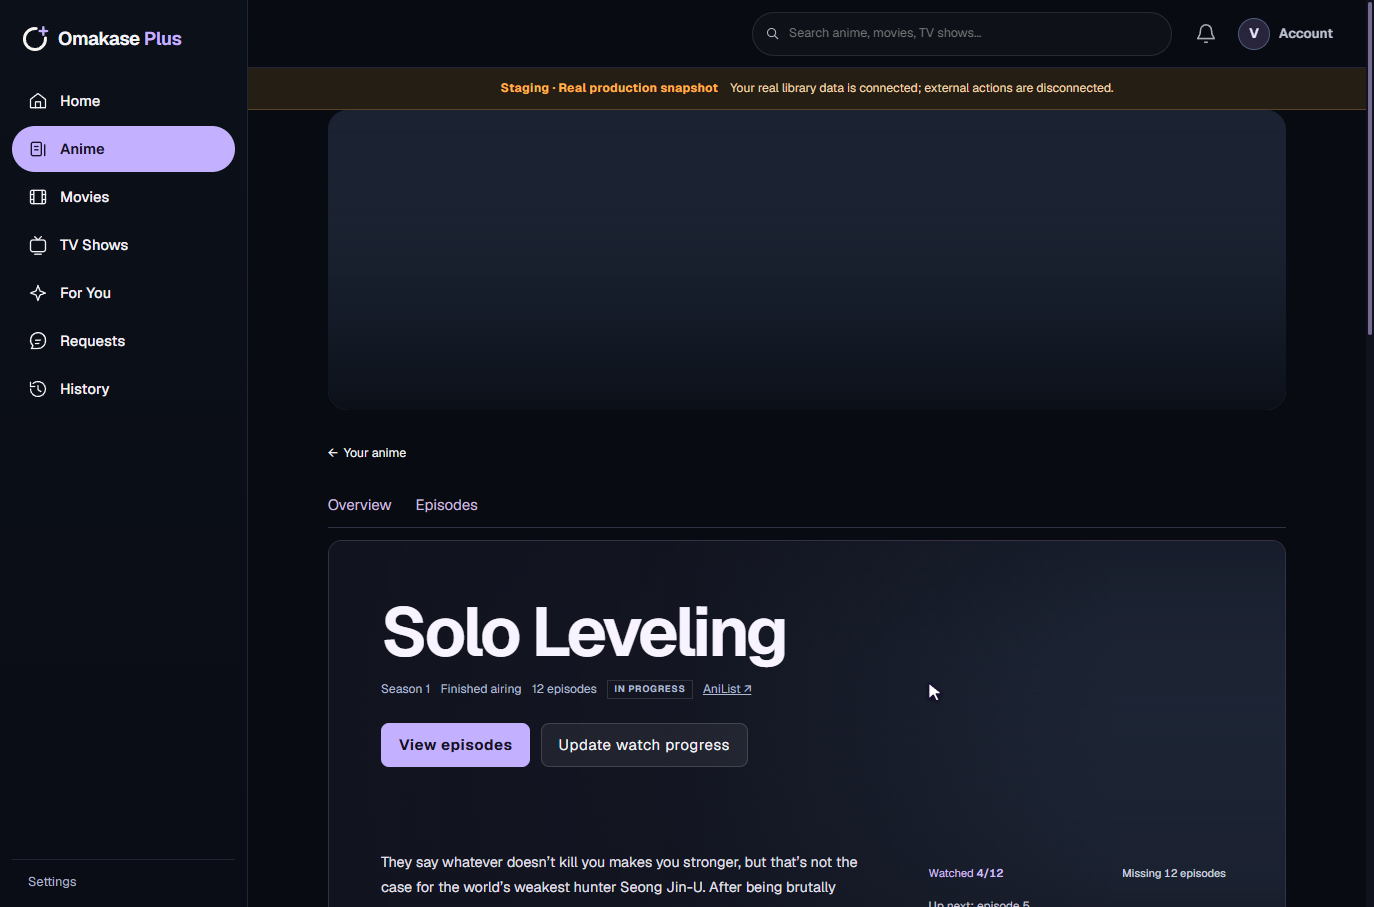 Omakase Plus
Search anime, movies, TV shows...
V
Account
Home
Anime
Movies
TV Shows
For You
Requests
History
Settings
Staging · Real production snapshot Your real library data is connected; external actions are disconnected.
← Your anime
Overview
Episodes
Solo Leveling
Season 1 Finished airing 12 episodes IN PROGRESS AniList ↗
View episodes
Update watch progress
They say whatever doesn’t kill you makes you stronger, but that’s not the
case for the world’s weakest hunter Seong Jin-U. After being brutally
Watched 4/12
Missing 12 episodes
Up next: episode 5